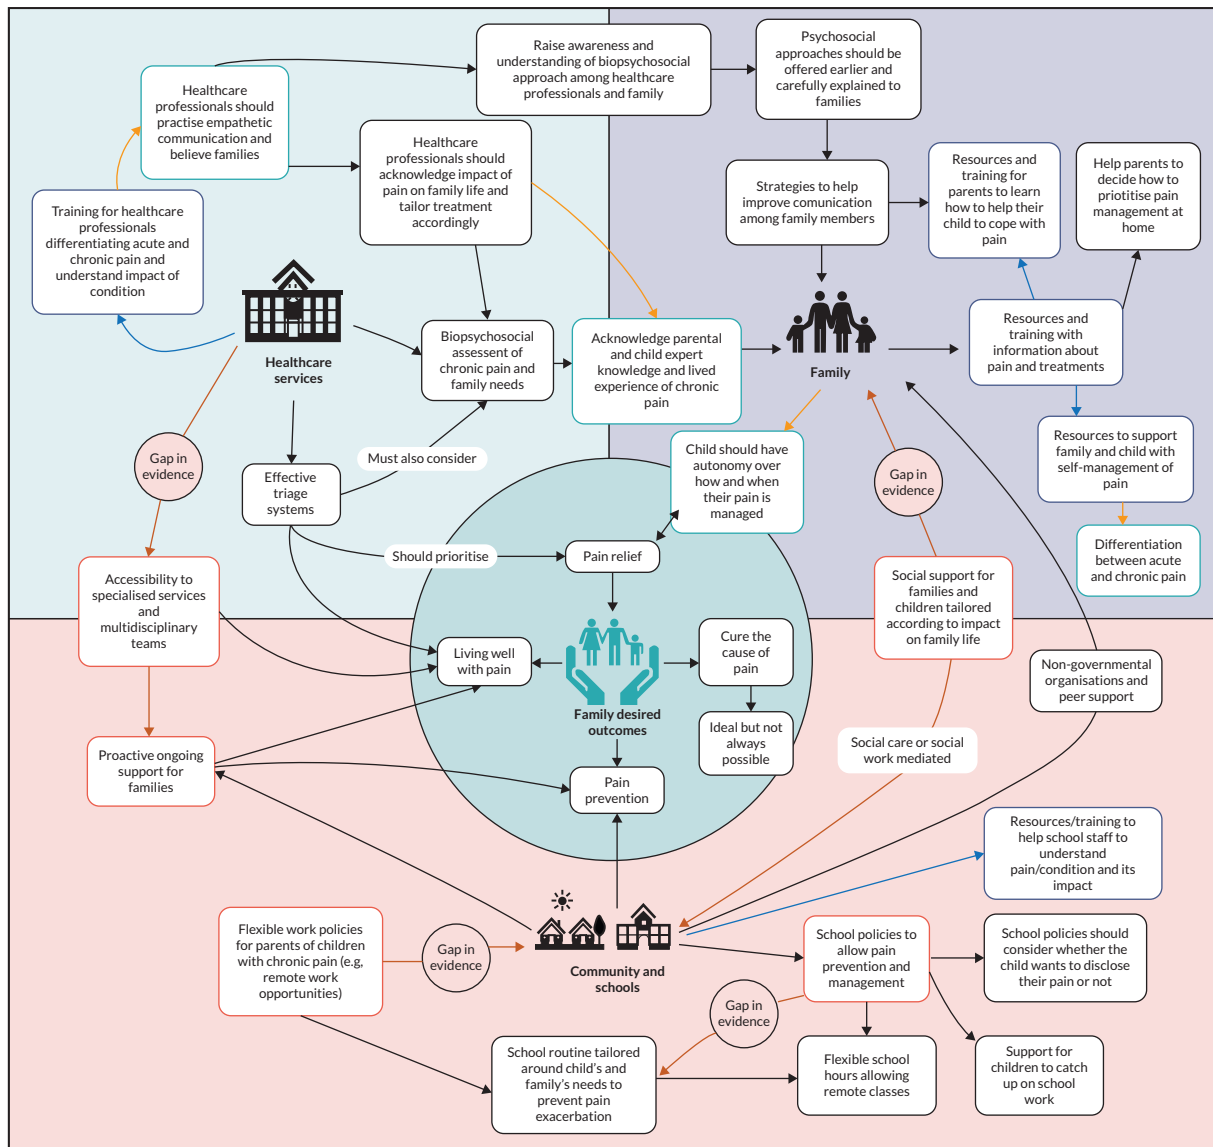 Raise awareness and
understanding of biopsychosocial
approach among healthcare
professionals and family
Psychosocial
approaches should be
offered earlier and
carefully explained to
families
Healthcare
professionals should
practise empathetic
communication and
believe families
Healthcare
professionals should
acknowledge impact of
pain on family life and
tailor treatment
accordingly
Strategies to help
improve comunication
among family members
Resources and
training for
parents to learn
how to help their
child to cope with
pain
Help parents to
decide how to
priotitise pain
management at
home
Training for healthcare
professionals
differentiating acute and
chronic pain and
understand impact of
condition
Healthcare
services
Biopsychosocial
assessent of
chronic pain and
family needs
Acknowledge parental
and child expert
knowledge and lived
experience of chronic
pain
Family
Resources and
training with
information about
pain and treatments
Gap in
evidence
Must also consider
Effective
triage
systems
Child should have
autonomy over
how and when
their pain is
managed
Gap in
evidence
Resources to support
family and child with
self-management of
pain
Differentiation
between acute
and chronic pain
Should prioritise
Pain relief
Accessibility to
specialised services
and
multidisciplinary
teams
Social support for
families and
children tailored
according to impact
on family life
Living well
with pain
Family desired
outcomes
Cure the
cause of
pain
Ideal but not
always
possible
Non-governmental
organisations and
peer support
Proactive ongoing
support for
families
Pain
prevention
Social care or social
work mediated
Resources/training to
help school staff to
understand
pain/condition and its
impact
Flexible work policies
for parents of children
with chronic pain (e.g,
remote work
opportunities)
Gap in
evidence
Community and
schools
School policies to
allow pain
prevention and
management
School policies should
consider whether the
child wants to disclose
their pain or not
Gap in
evidence
School routine tailored
around child's and
family's needs to
prevent pain
exacerbation
Flexible school
hours allowing
remote classes
Support for
children to catch
up on school
work